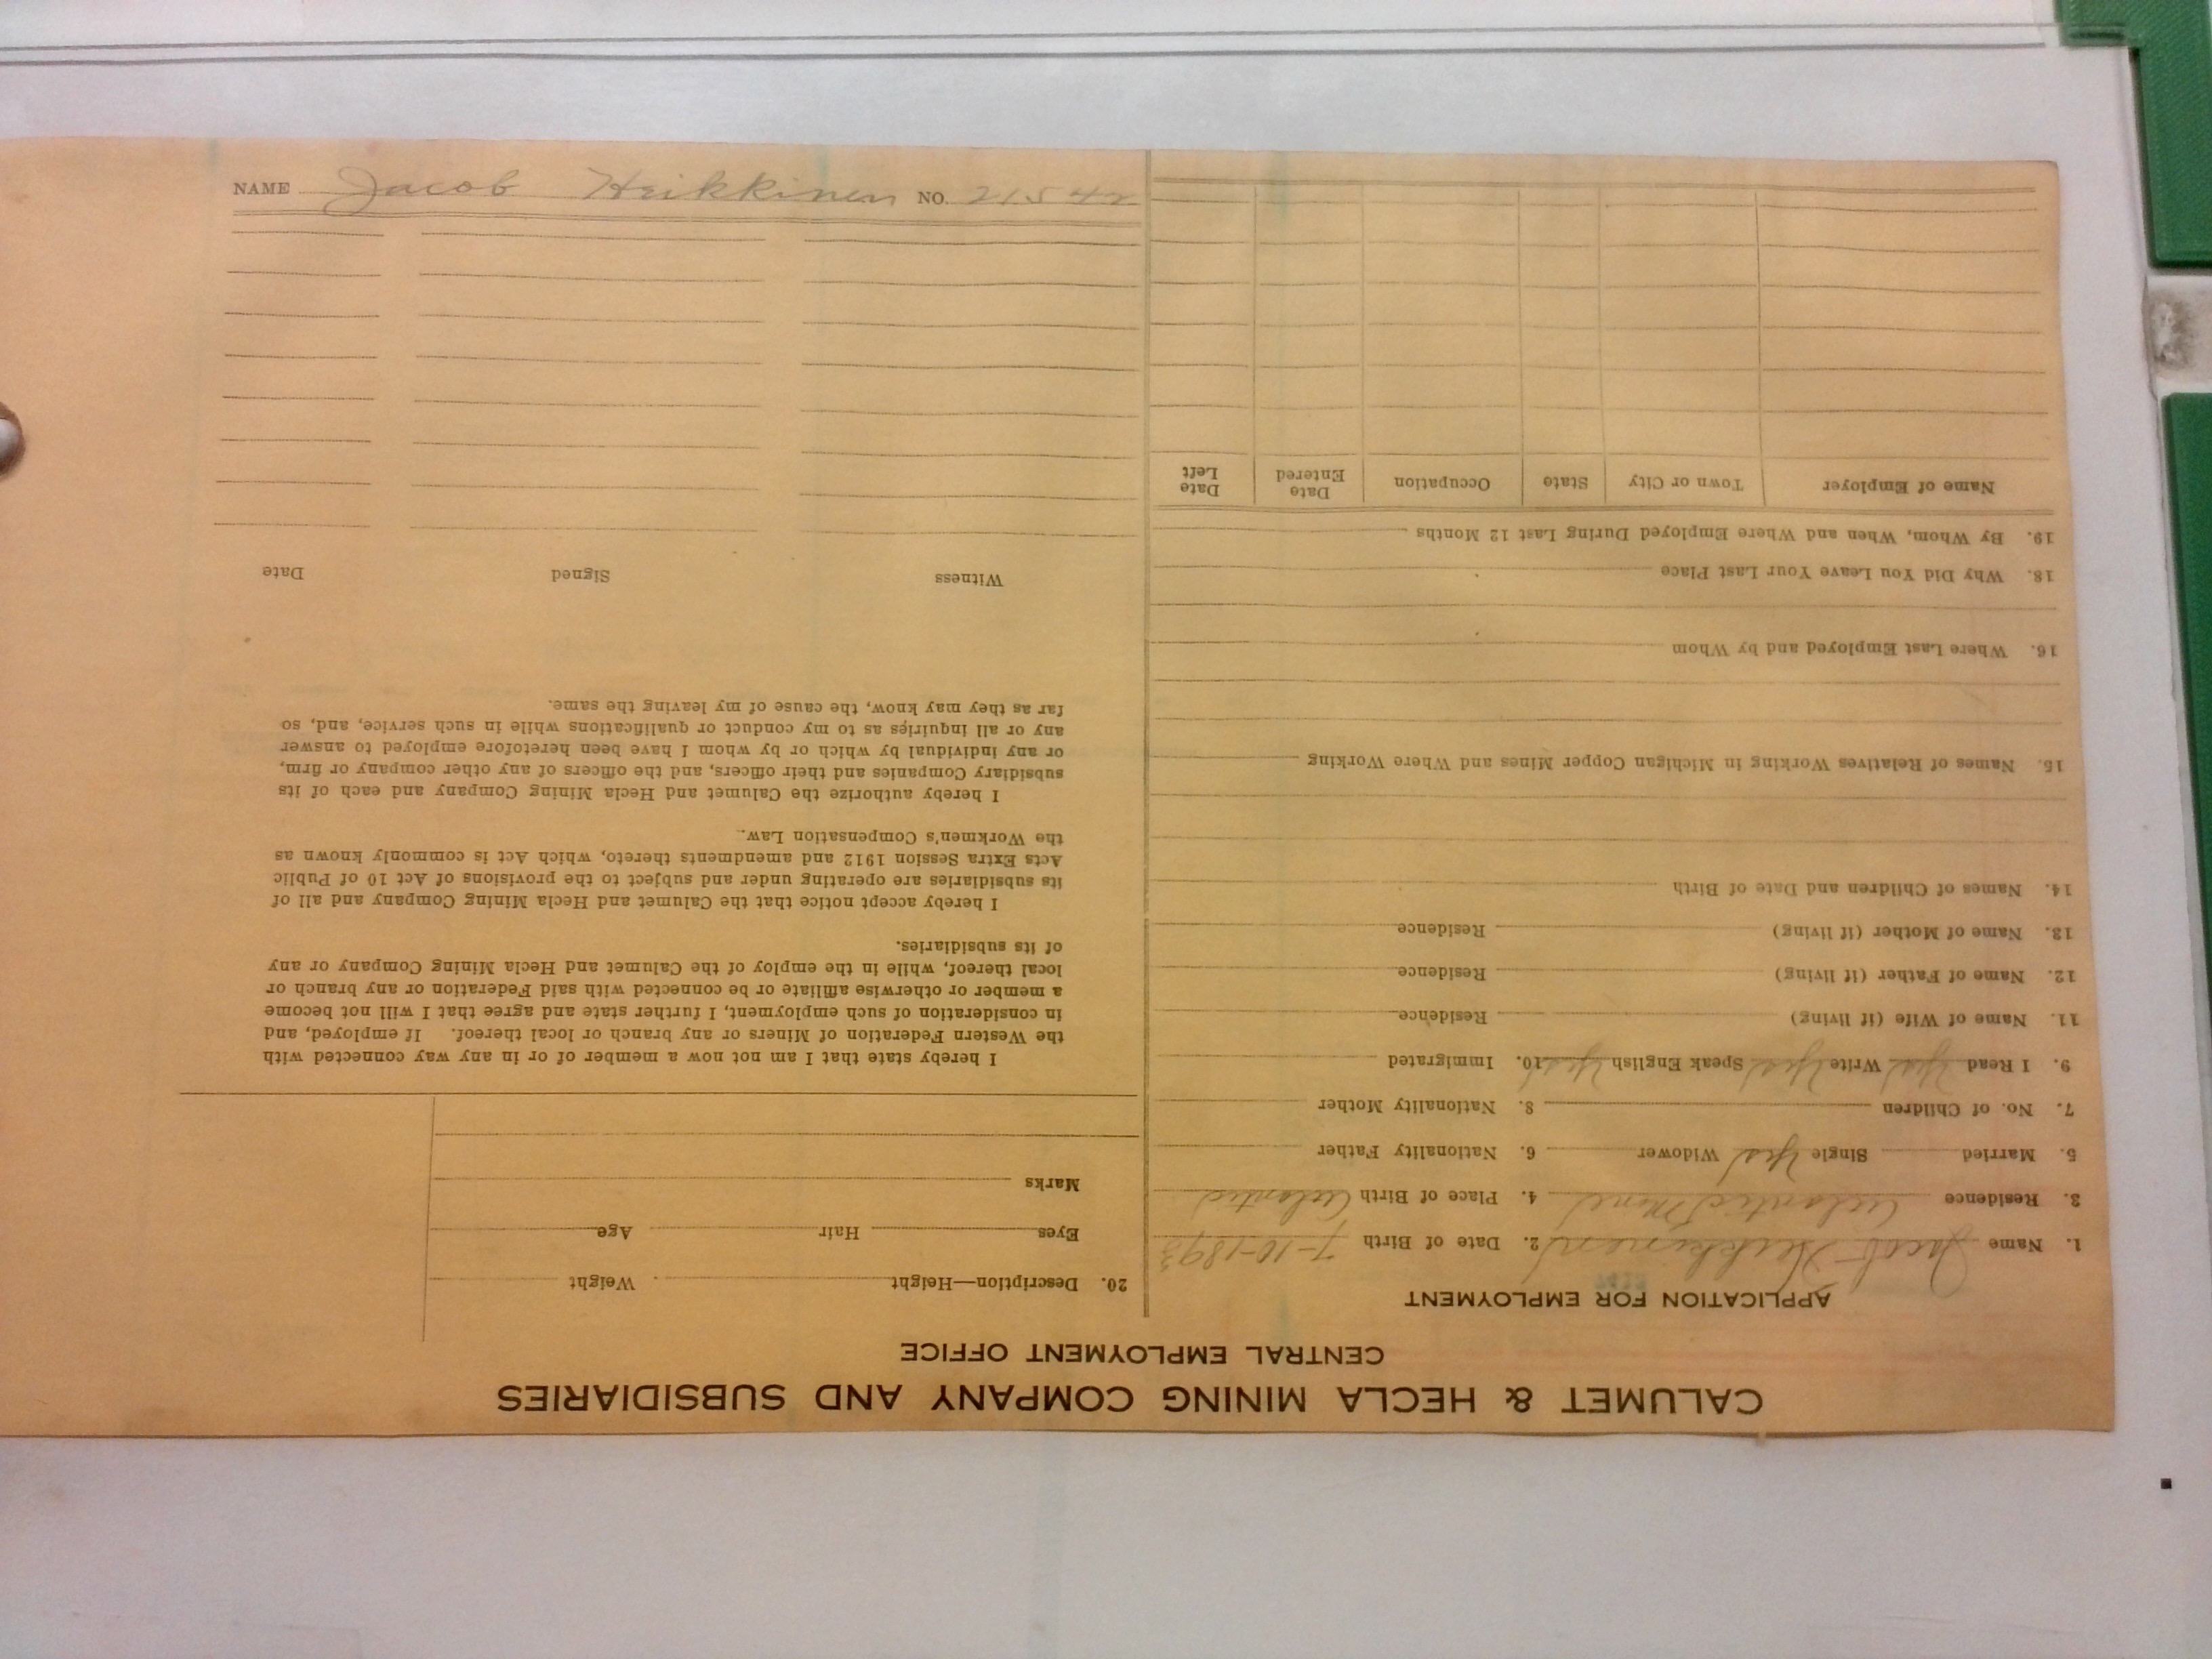 NAME Jacob Heikkinen NO. 21542
CALUMET & HECLA MINING COMPANY AND SUBSIDIARIES
CENTRAL EMPLOYMENT OFFICE
APPLICATION FOR EMPLOYMENT
1. Name Jacob Heikkinen 2. Date of Birth 7-10-1893
3. Residence Atlantic Mine 4. Place of Birth Atlantic
5. Married Single Yes Widower 6. Nationality Father
7. No. of Children 8. Nationality Mother
9. I Read Yes Write Yes Speak English Yes 10. Immigrated
11. Name of Wife (if living) Residence
12. Name of Father (if living) Residence
13. Name of Mother (if living) Residence
14. Names of Children and Date of Birth
15. Names of Relatives Working in Michigan Copper Mines and Where Working
16. Where Last Employed and by Whom
18. Why Did You Leave Your Last Place
19. By Whom, When and Where Employed During Last 12 Months
Name of Employer Town or City State Occupation Date Entered Date Left
20. Description—Height Weight
Eyes Hair Age
Marks
I hereby state that I am not now a member of or in any way connected with
the Western Federation of Miners or any branch or local thereof. If employed, and
in consideration of such employment, I further state and agree that I will not become
a member or otherwise affiliate or be connected with said Federation or any branch or
local thereof, while in the employ of the Calumet and Hecla Mining Company or any
of its subsidiaries.
I hereby accept notice that the Calumet and Hecla Mining Company and all of
its subsidiaries are operating under and subject to the provisions of Act 10 of Public
Acts Extra Session 1912 and amendments thereto, which Act is commonly known as
the Workmen's Compensation Law.
I hereby authorize the Calumet and Hecla Mining Company and each of its
subsidiary Companies and their officers, and the officers of any other company or firm,
or any individual by which or by whom I have been heretofore employed to answer
any or all inquiries as to my conduct or qualifications while in such service, and, so
far as they may know, the cause of my leaving the same.
Witness Signed Date